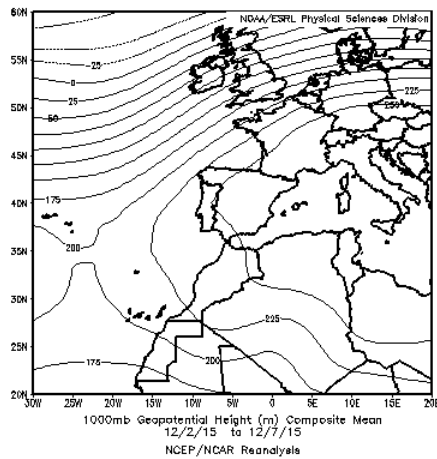 60N
NOAA/ESRL Physical Sciences Division
-25
55N
0
25
225
50N
50
250
45N
40N
175
35N
200
30N
225
25N
175
200
20N
30W 25W 20W 15W 10W 5W 0 5E 10E 15E 20E
1000mb Geopotential Height (m) Composite Mean
12/2/15 to 12/7/15
NCEP/NCAR Reanalysis